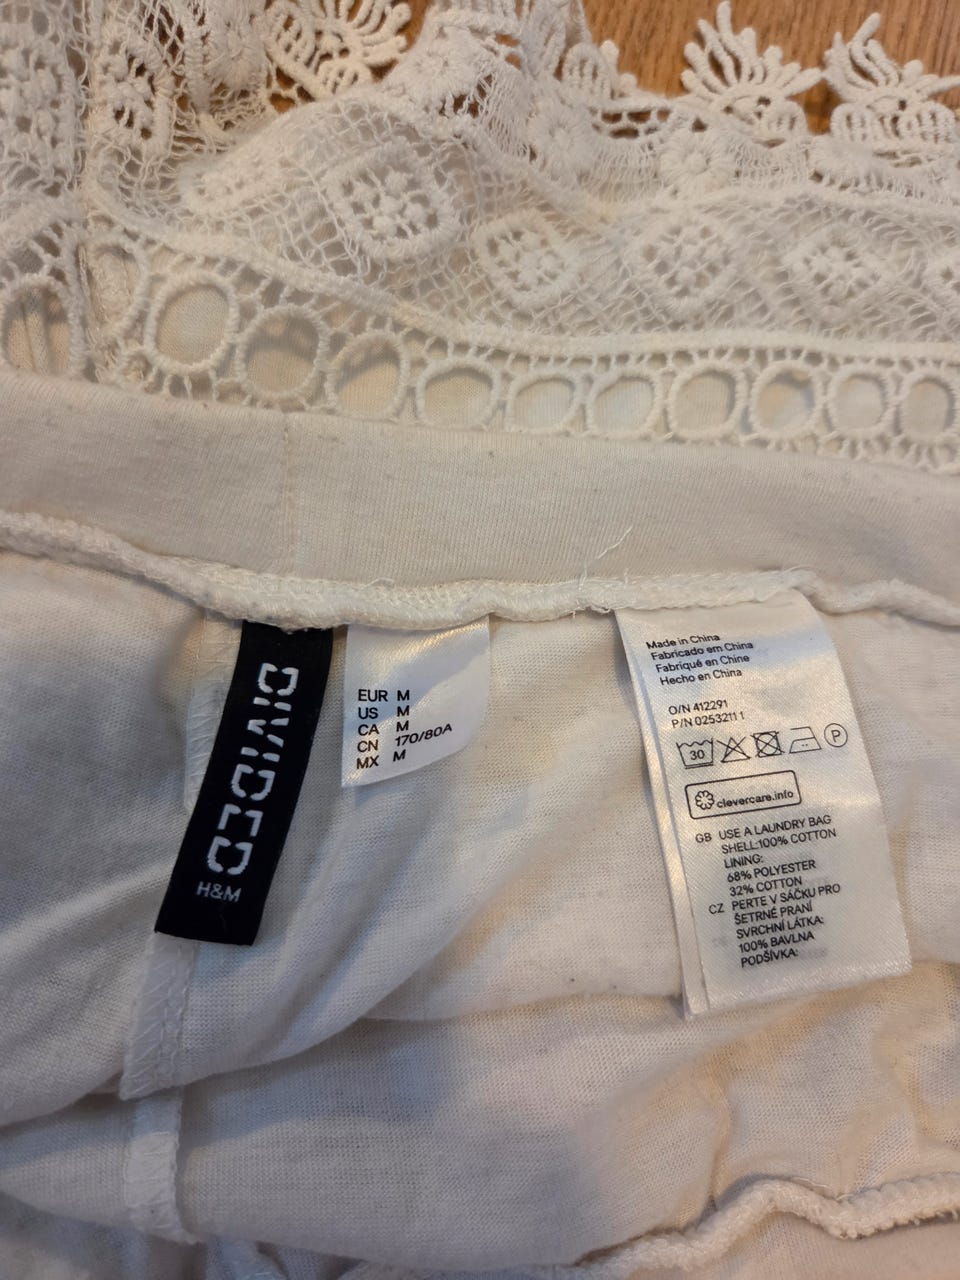 DIVIDED
H&M
EUR M
US M
CA M
CN 170/80A
MX M
Made in China
Fabricado em China
Fabriqué en Chine
Hecho en China
O/N 412291
P/N 0253211 1
30
P
clevercare.info
GB USE A LAUNDRY BAG
SHELL:100% COTTON
LINING:
68% POLYESTER
32% COTTON
CZ PERTE V SÁČKU PRO
ŠETRNÉ PRANÍ
SVRCHNÍ LÁTKA:
100% BAVLNA
PODŠÍVKA: